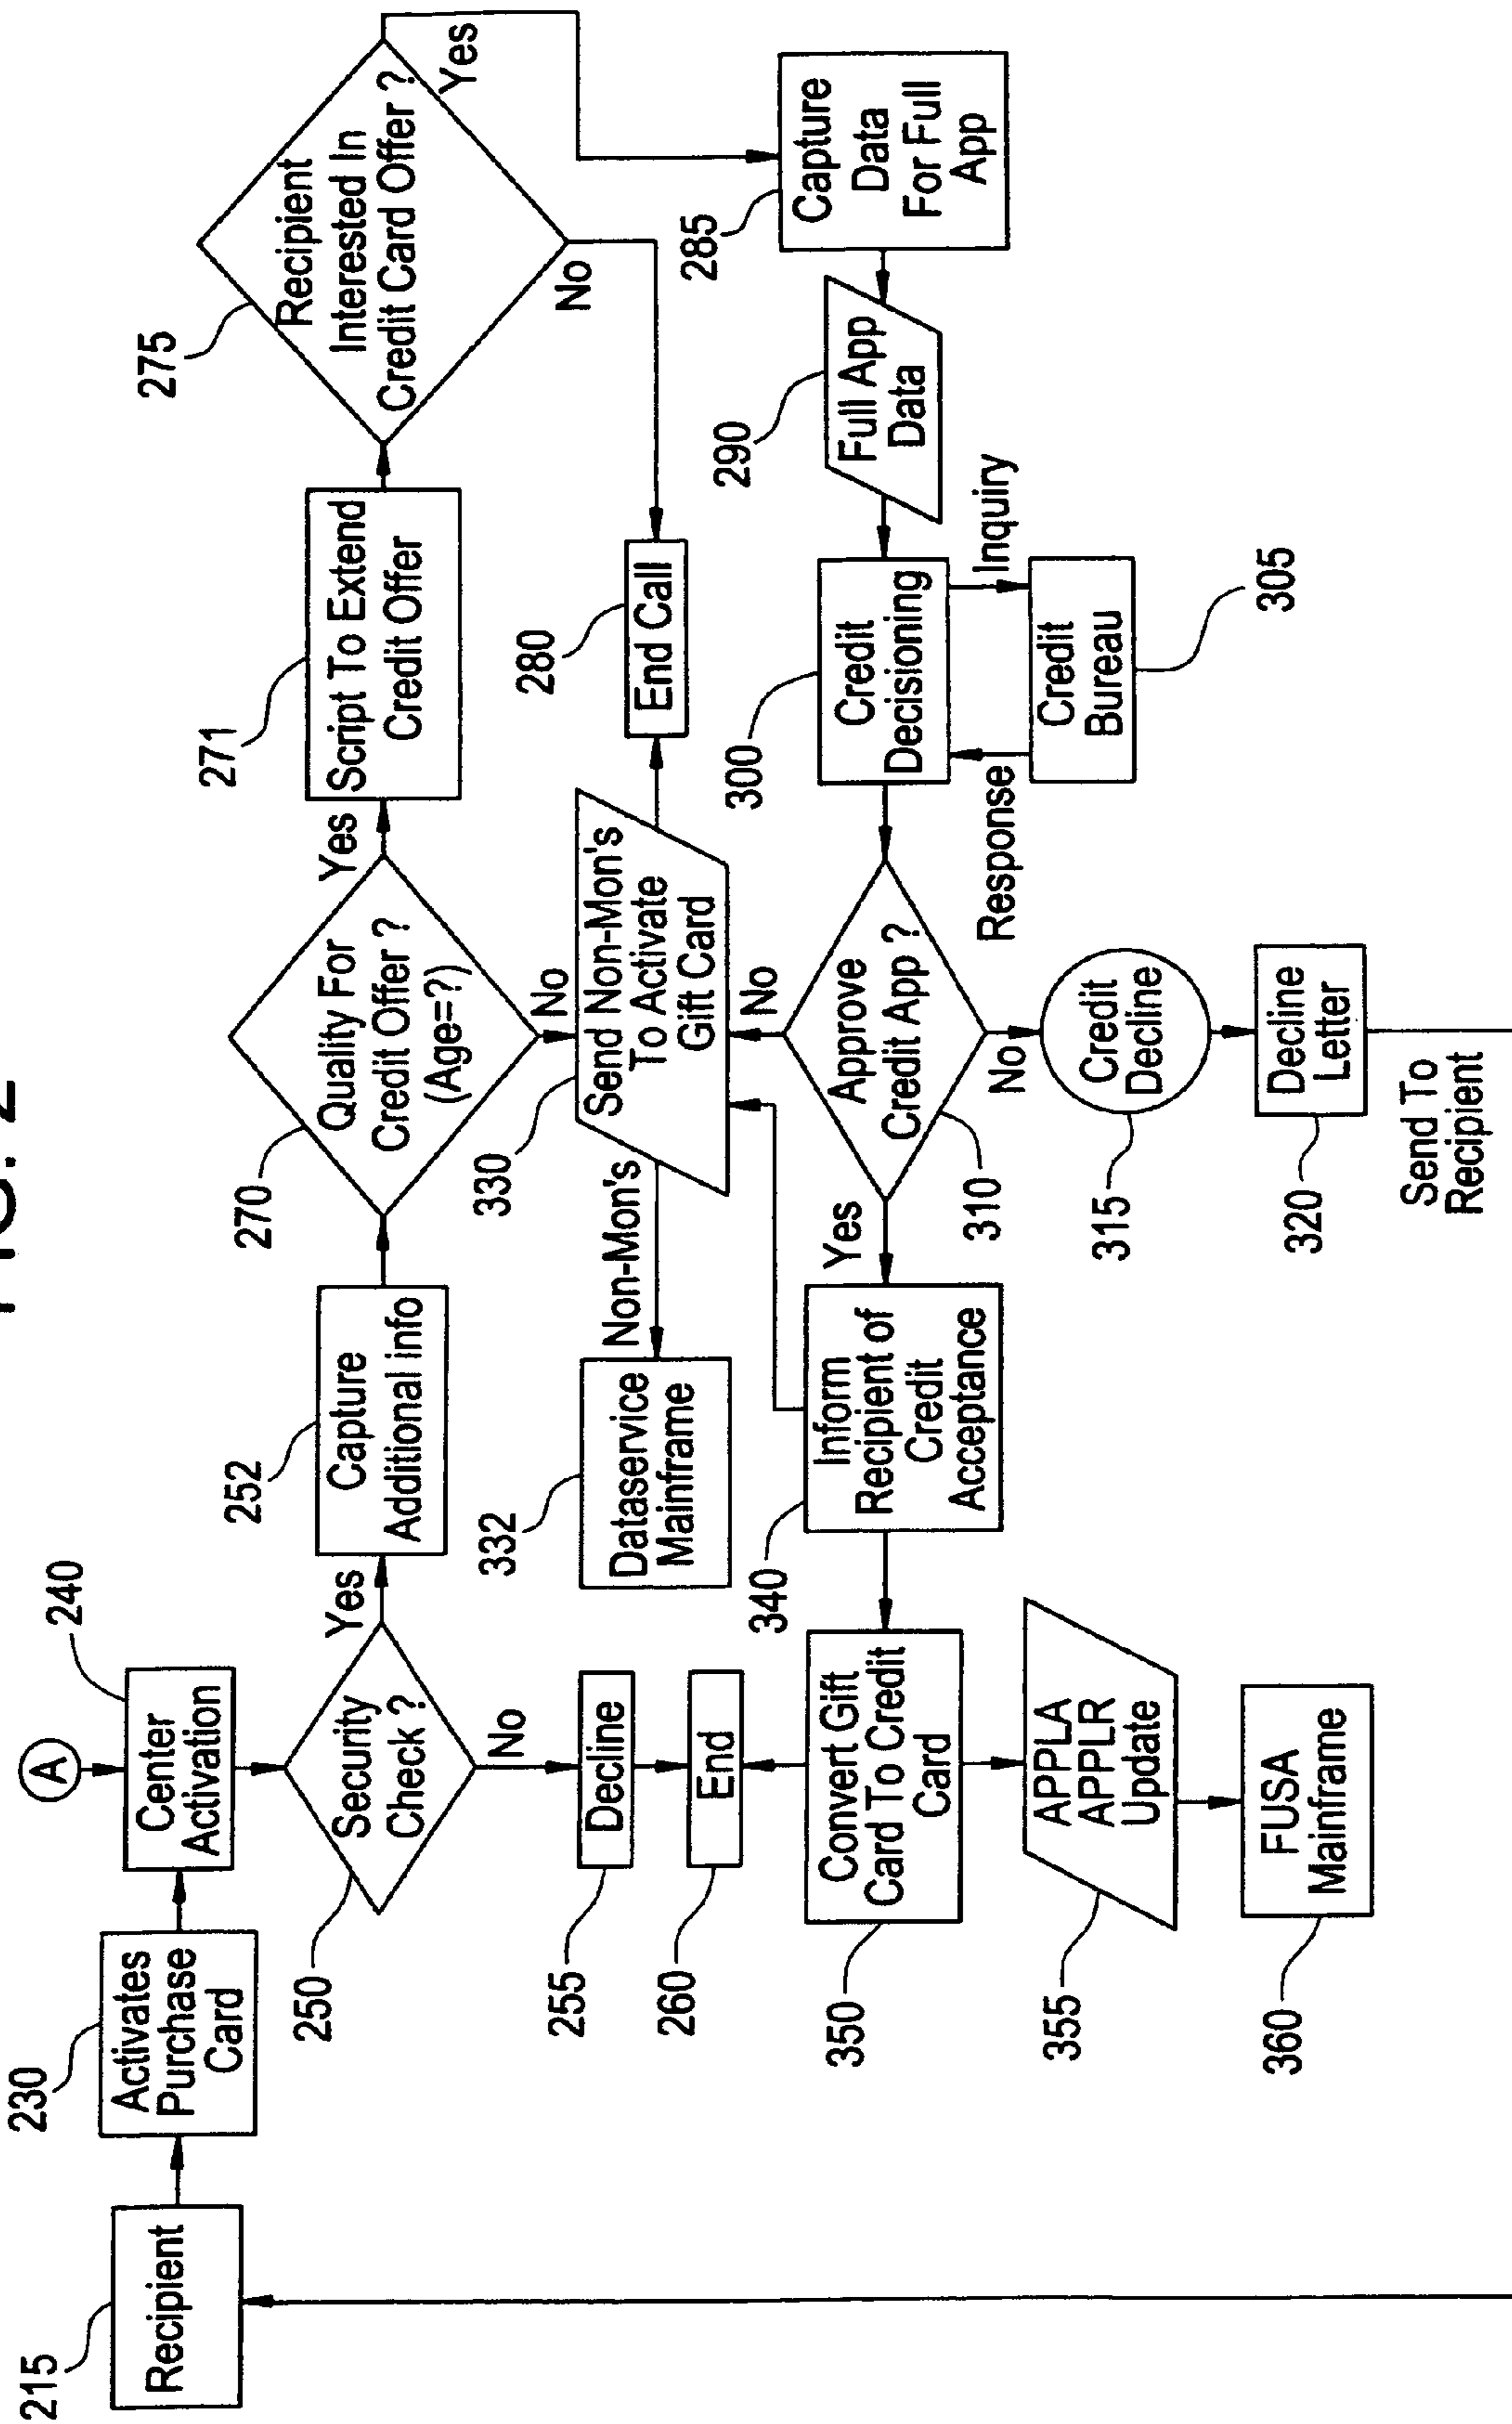 FIG. 2
A
215
Recipient
230
Activates
Purchase
Card
240
Center
Activation
250
Security
Check ?
Yes
No
252
Capture
Additional info
270
Quality For
Credit Offer ?
(Age=?)
Yes
No
271
Script To Extend
Credit Offer
275
Recipient
Interested In
Credit Card Offer ?
Yes
No
255
Decline
260
End
332
Dataservice
Mainframe
Non-Mon's
330
Send Non-Mon's
To Activate
Gift Card
280
End Call
285
Capture
Data
For Full
App
290
Full App
Data
300
Credit
Decisioning
Inquiry
Response
Credit
Bureau
305
310
Approve
Credit App ?
No
Yes
No
315
Credit
Decline
320
Decline
Letter
Send To
Recipient
340
Inform
Recipient of
Credit
Acceptance
350
Convert Gift
Card To Credit
Card
355
APPLA
APPLR
Update
360
FUSA
Mainframe